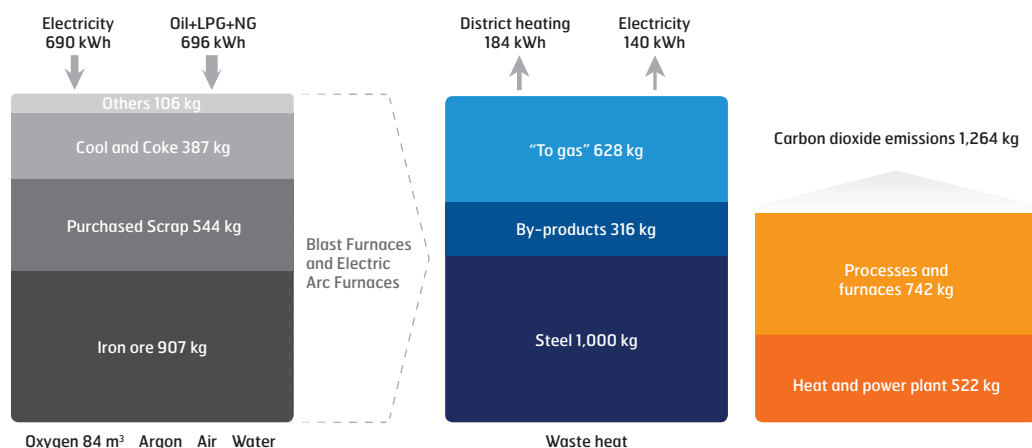 Electricity
690 kWh
Oil+LPG+NG
696 kWh
Others 106 kg
Cool and Coke 387 kg
Purchased Scrap 544 kg
Iron ore 907 kg
Oxygen 84 m³ Argon Air Water
Blast Furnaces
and Electric
Arc Furnaces
District heating
184 kWh
Electricity
140 kWh
“To gas” 628 kg
By-products 316 kg
Steel 1,000 kg
Waste heat
Carbon dioxide emissions 1,264 kg
Processes and
furnaces 742 kg
Heat and power plant 522 kg